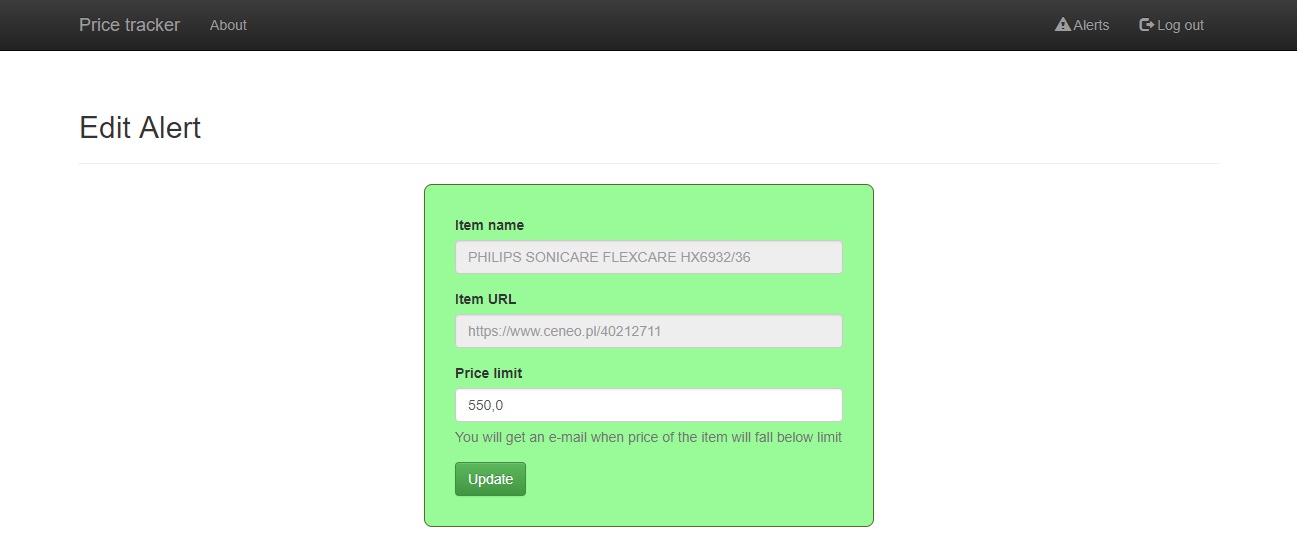 Price tracker About Alerts Log out
Edit Alert
Item name
PHILIPS SONICARE FLEXCARE HX6932/36
Item URL
https://www.ceneo.pl/40212711
Price limit
550,0
You will get an e-mail when price of the item will fall below limit
Update